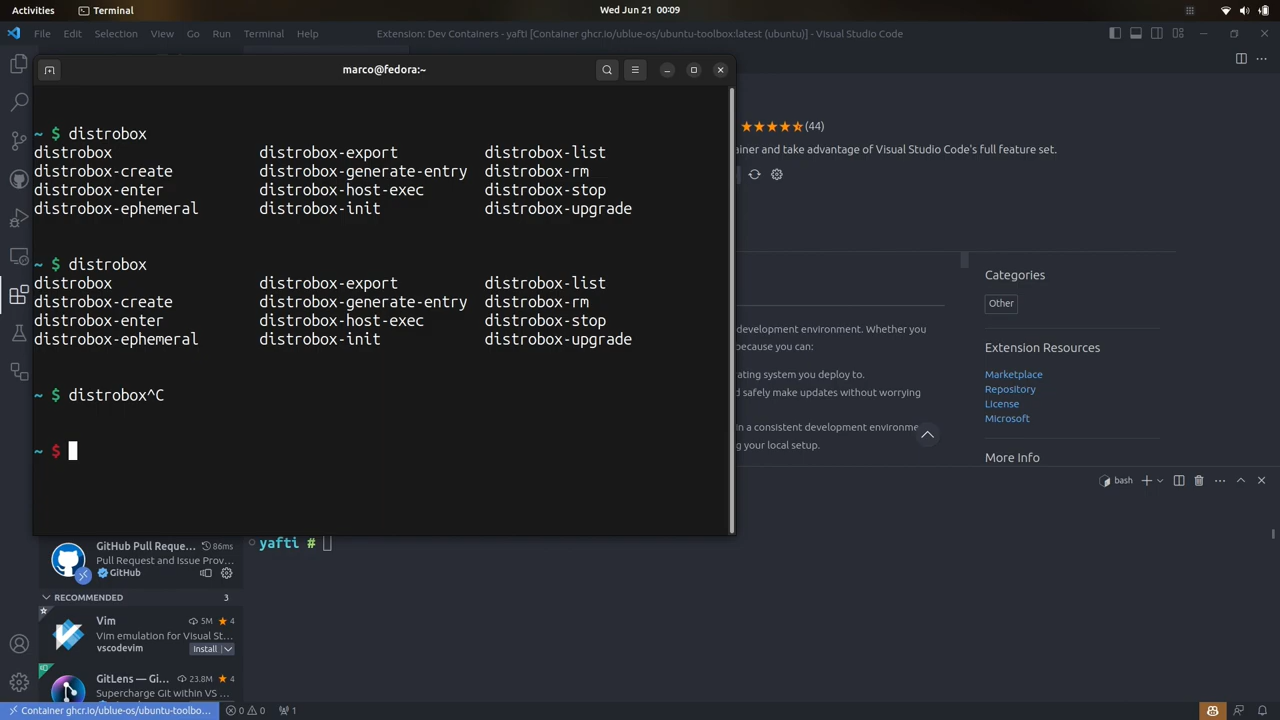 Activities
Terminal
Wed Jun 21 00:09
File Edit Selection View Go Run Terminal Help
Extension: Dev Containers - yafti [Container ghcr.io/ublue-os/ubuntu-toolbox:latest (ubuntu)] - Visual Studio Code
marco@fedora:~
~ $ distrobox
distrobox distrobox-export distrobox-list
distrobox-create distrobox-generate-entry distrobox-rm
distrobox-enter distrobox-host-exec distrobox-stop
distrobox-ephemeral distrobox-init distrobox-upgrade
~ $ distrobox
distrobox distrobox-export distrobox-list
distrobox-create distrobox-generate-entry distrobox-rm
distrobox-enter distrobox-host-exec distrobox-stop
distrobox-ephemeral distrobox-init distrobox-upgrade
~ $ distrobox^C
~ $
(44)
ainer and take advantage of Visual Studio Code's full feature set.
Categories
Other
development environment. Whether you
because you can:
Extension Resources
Marketplace
Repository
License
Microsoft
rating system you deploy to.
d safely make updates without worrying
in a consistent development environme
g your local setup.
More Info
bash
yafti #
GitHub Pull Reque... 86ms
Pull Request and Issue Prov...
GitHub
RECOMMENDED 3
Vim 5M 4
Vim emulation for Visual St...
vscodevim Install
GitLens — Gi... 23.8M 4
Supercharge Git within VS
Container ghcr.io/ublue-os/ubuntu-toolbo... 0 0 1